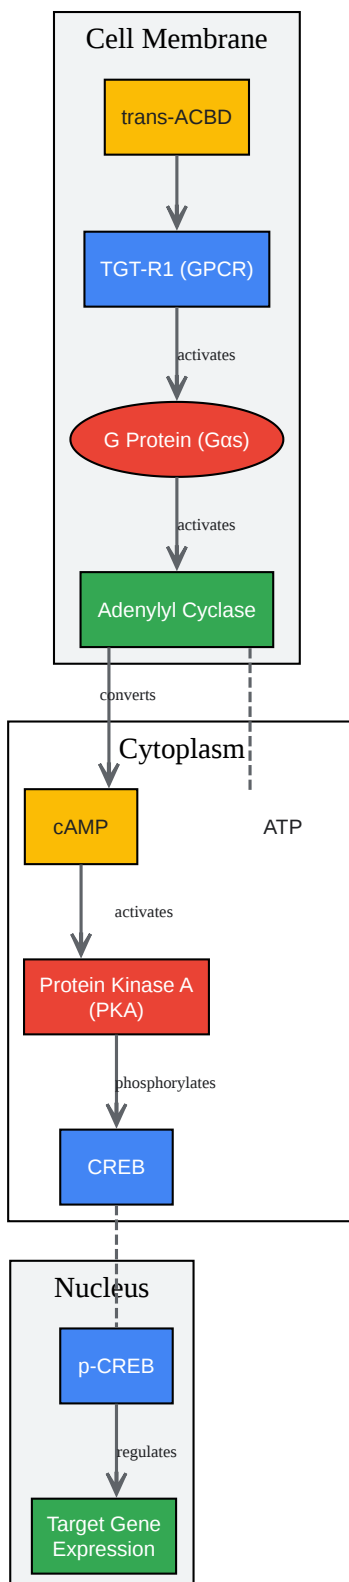 Cell Membrane
trans-ACBD
TGT-R1 (GPCR)
activates
G Protein (Gαs)
activates
Adenylyl Cyclase
converts
Cytoplasm
cAMP
ATP
activates
Protein Kinase A
(PKA)
phosphorylates
CREB
Nucleus
p-CREB
regulates
Target Gene
Expression